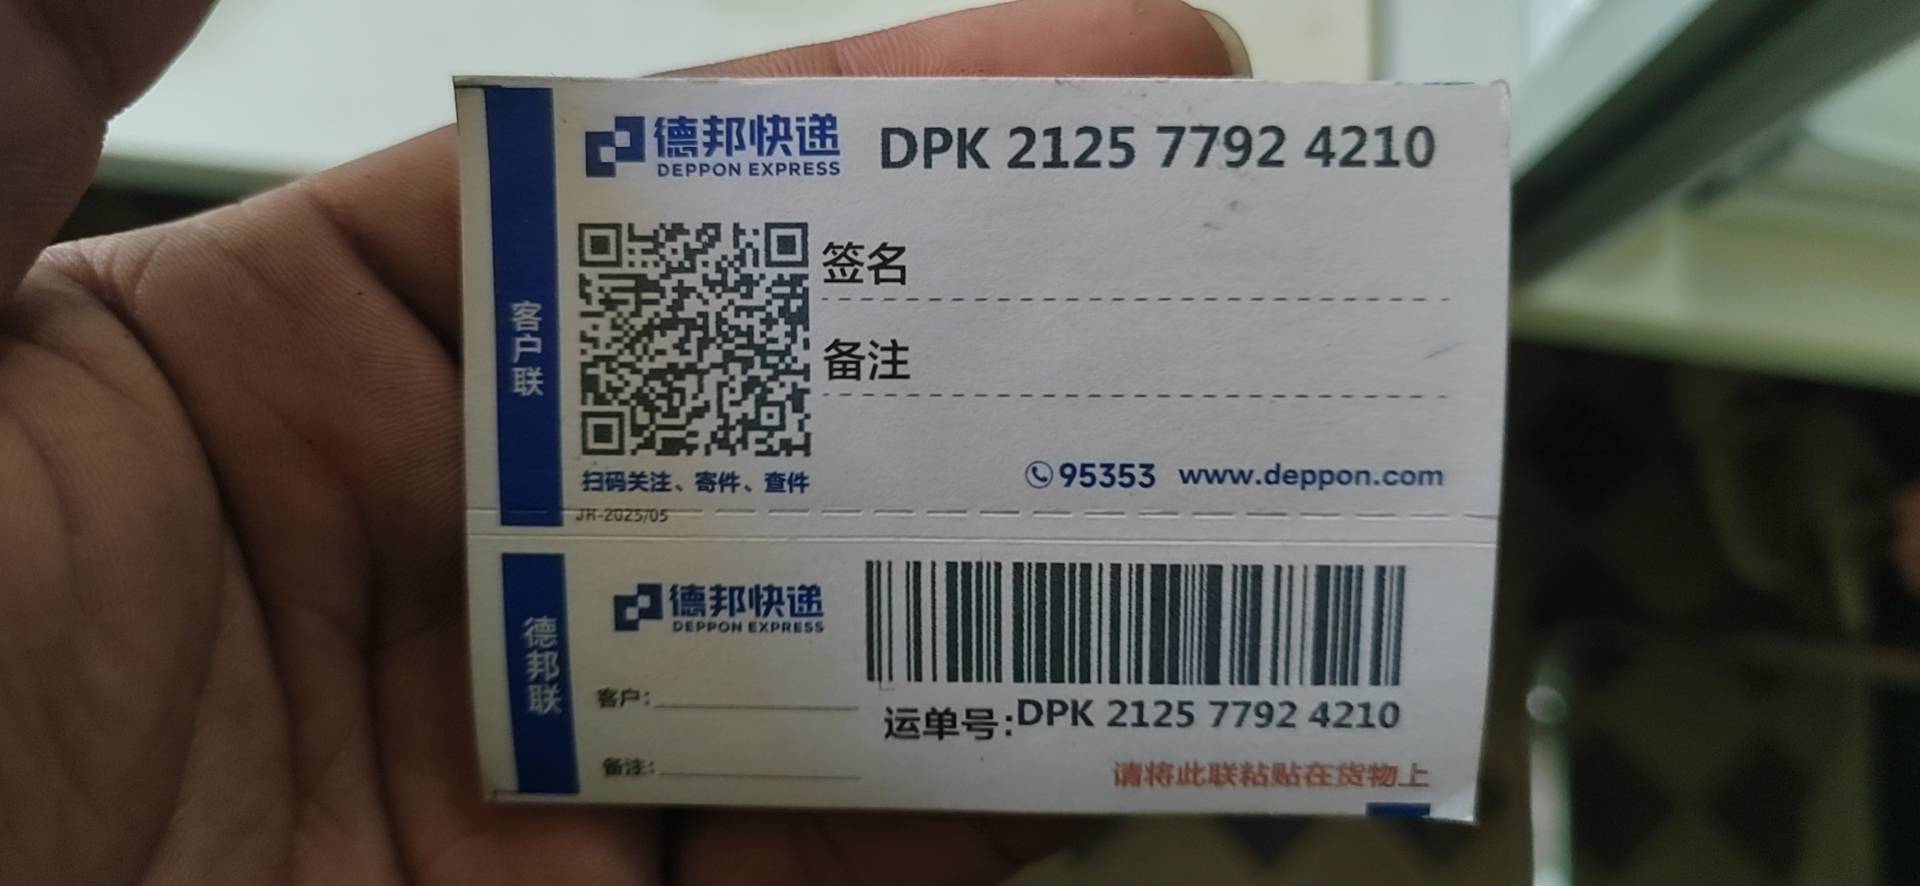 德邦快递
DEPPON EXPRESS
DPK 2125 7792 4210
客户联
签名
备注
扫码关注、寄件、查件
95353 www.deppon.com
JH-2025/05
德邦联
德邦快递
DEPPON EXPRESS
客户:
运单号:DPK 2125 7792 4210
备注:
请将此联粘贴在货物上